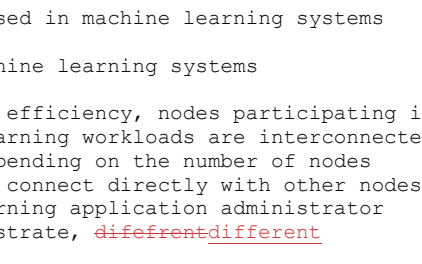 sed in machine learning systems
hine learning systems
efficiency, nodes participating i
arning workloads are interconnecte
pending on the number of nodes
connect directly with other nodes
rning application administrator
strate, difefrentdifferent